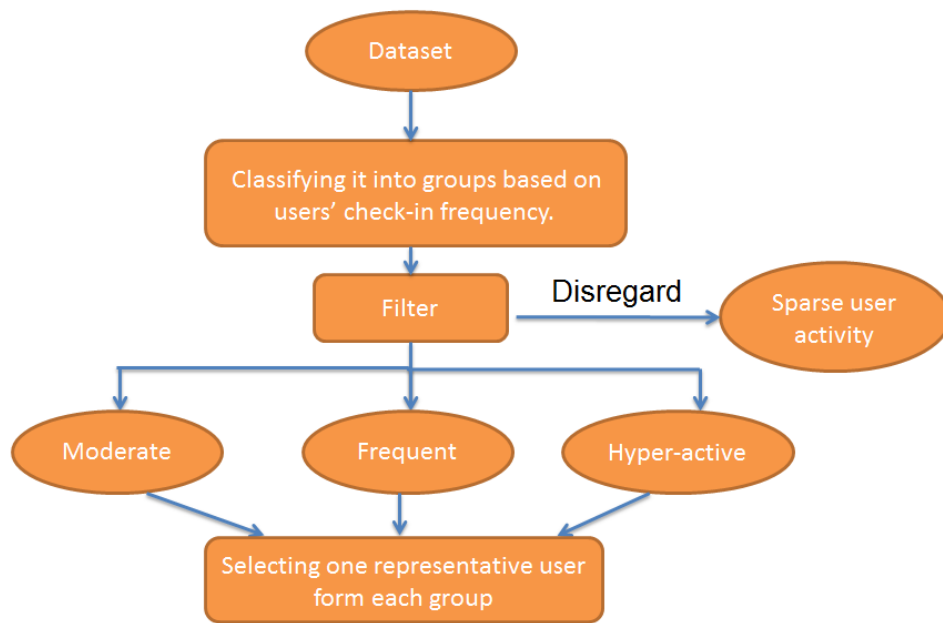 Dataset
Classifying it into groups based on
users’ check-in frequency.
Filter
Disregard
Sparse user
activity
Moderate
Frequent
Hyper-active
Selecting one representative user
form each group